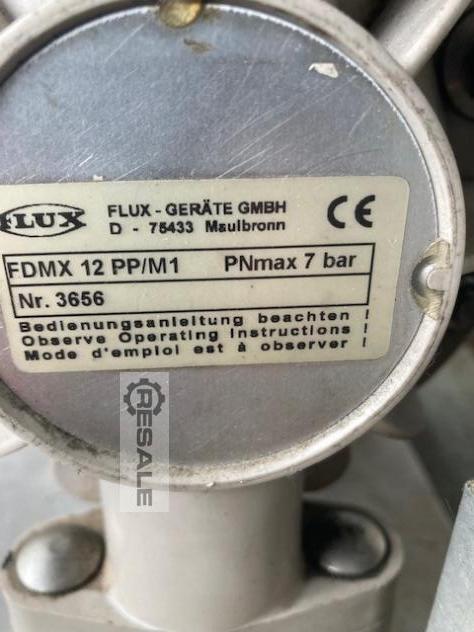 FLUX FLUX - GERÄTE GMBH CE
D - 75433 Maulbronn
FDMX 12 PP/M1 PNmax 7 bar
Nr. 3656
Bedienungsanleitung beachten !
Observe Operating Instructions !
Mode d'emploi est à observer !
RESALE